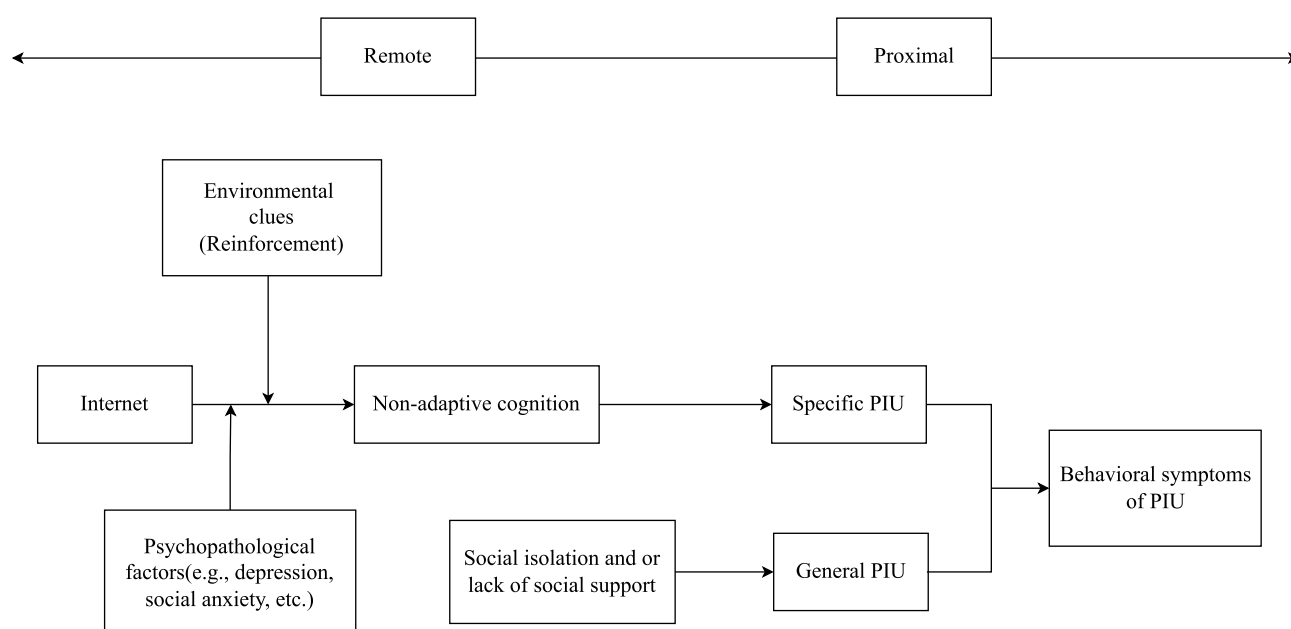 Remote
Proximal
Environmental
clues
(Reinforcement)
Internet
Non-adaptive cognition
Specific PIU
Behavioral symptoms
of PIU
Psychopathological
factors(e.g., depression,
social anxiety, etc.)
Social isolation and or
lack of social support
General PIU